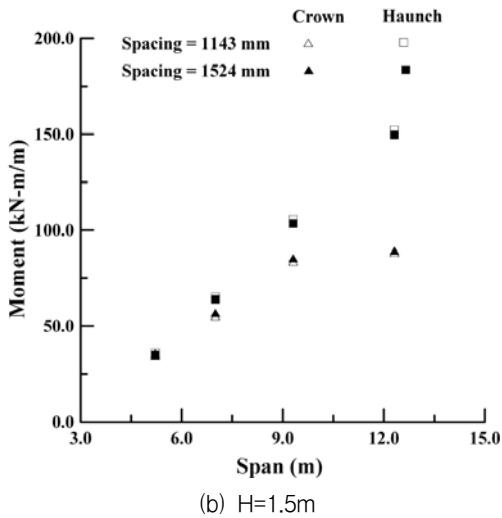 Crown Haunch
Spacing = 1143 mm
Spacing = 1524 mm
200.0
150.0
100.0
50.0
0.0
Moment (kN-m/m)
3.0 6.0 9.0 12.0 15.0
Span (m)
(b) H=1.5m